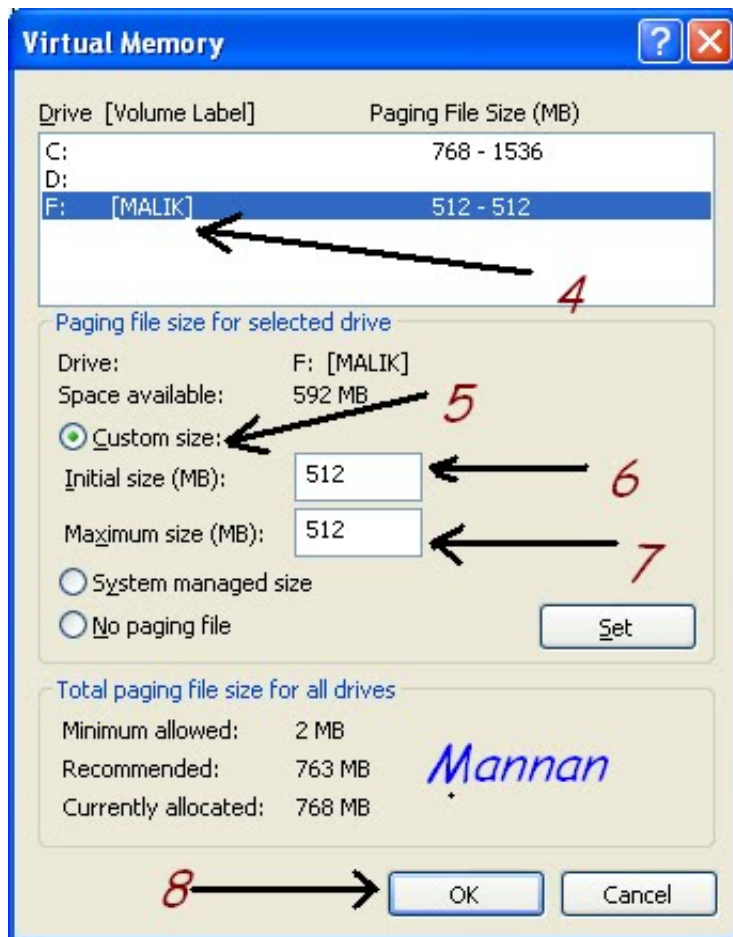 Virtual Memory ?
Drive [Volume Label] Paging File Size (MB)
C: 768 - 1536
D:
F: [MALIK] 512 - 512
4
Paging file size for selected drive
Drive: F: [MALIK]
Space available: 592 MB 5
Custom size:
Initial size (MB): 512 6
Maximum size (MB): 512 7
System managed size
No paging file Set
Total paging file size for all drives
Minimum allowed: 2 MB
Recommended: 763 MB Mannan
Currently allocated: 768 MB
8 OK Cancel